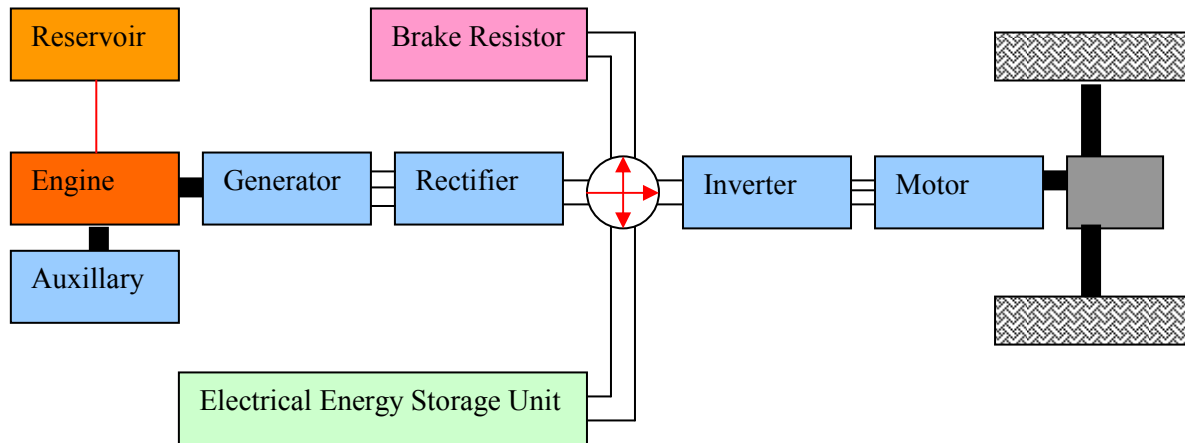 Reservoir
Brake Resistor
Engine
Generator
Rectifier
Inverter
Motor
Auxillary
Electrical Energy Storage Unit